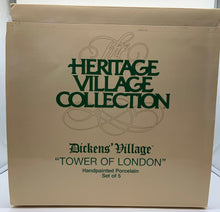 The
HERITAGE
VILLAGE
COLLECTION
Dickens' Village
"TOWER OF LONDON"
Handpainted Porcelain
Set of 5